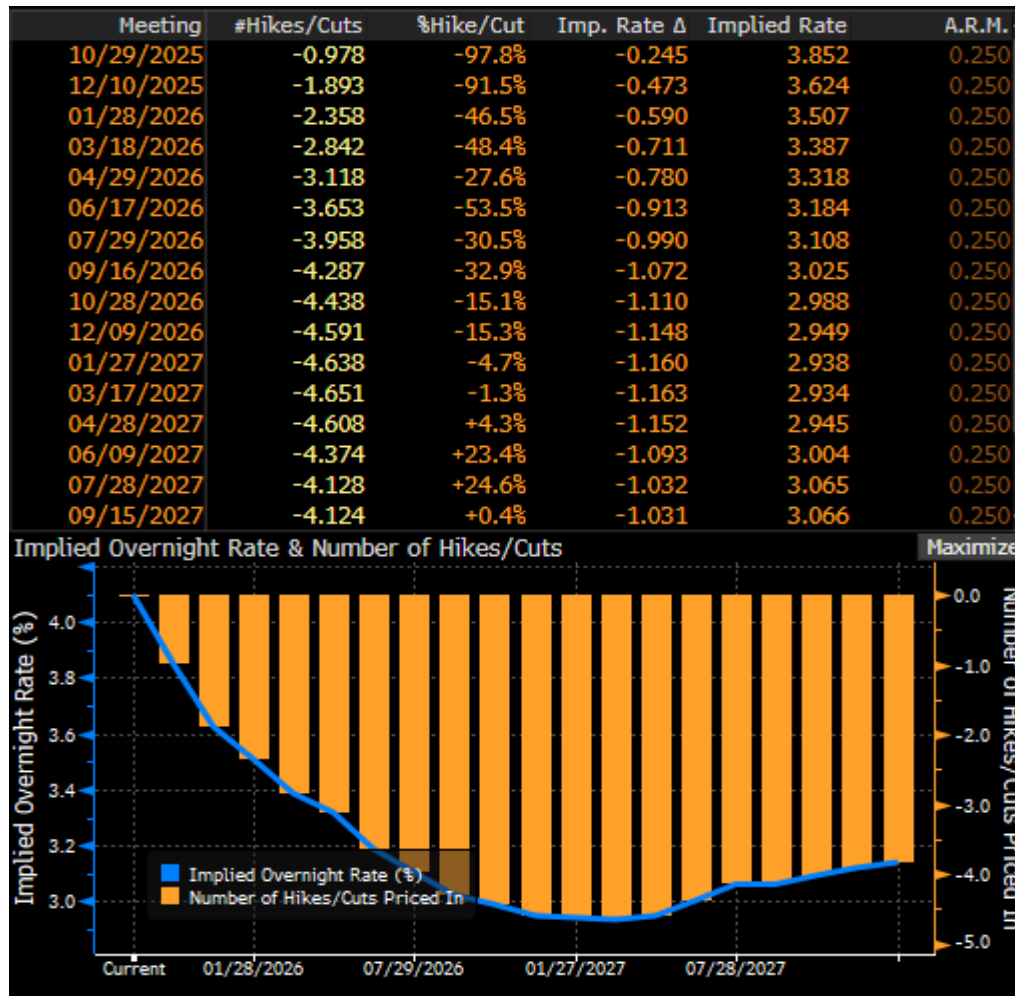 Meeting #Hikes/Cuts %Hike/Cut Imp. Rate Δ Implied Rate A.R.M.
10/29/2025 -0.978 -97.8% -0.245 3.852 0.250
12/10/2025 -1.893 -91.5% -0.473 3.624 0.250
01/28/2026 -2.358 -46.5% -0.590 3.507 0.250
03/18/2026 -2.842 -48.4% -0.711 3.387 0.250
04/29/2026 -3.118 -27.6% -0.780 3.318 0.250
06/17/2026 -3.653 -53.5% -0.913 3.184 0.250
07/29/2026 -3.958 -30.5% -0.990 3.108 0.250
09/16/2026 -4.287 -32.9% -1.072 3.025 0.250
10/28/2026 -4.438 -15.1% -1.110 2.988 0.250
12/09/2026 -4.591 -15.3% -1.148 2.949 0.250
01/27/2027 -4.638 -4.7% -1.160 2.938 0.250
03/17/2027 -4.651 -1.3% -1.163 2.934 0.250
04/28/2027 -4.608 +4.3% -1.152 2.945 0.250
06/09/2027 -4.374 +23.4% -1.093 3.004 0.250
07/28/2027 -4.128 +24.6% -1.032 3.065 0.250
09/15/2027 -4.124 +0.4% -1.031 3.066 0.250
Implied Overnight Rate & Number of Hikes/Cuts Maximize
Implied Overnight Rate (%)
4.0
3.8
3.6
3.4
3.2
3.0
Implied Overnight Rate (%)
Number of Hikes/Cuts Priced In
0.0
-1.0
-2.0
-3.0
-4.0
-5.0
Number of Hikes/Cuts Priced In
Current 01/28/2026 07/29/2026 01/27/2027 07/28/2027